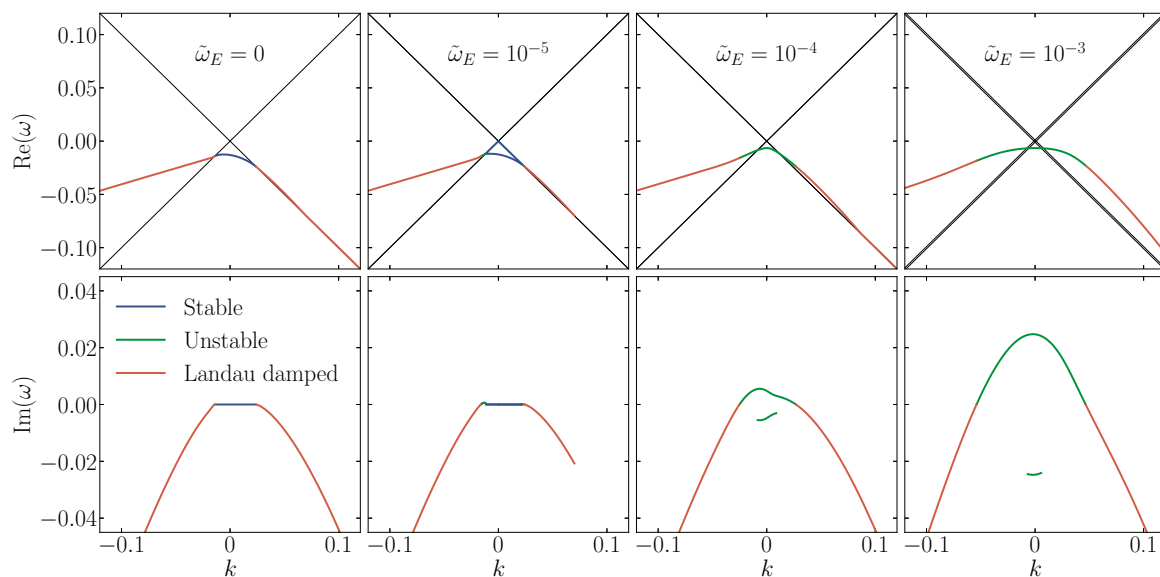 Re(ω)
0.10
0.05
0.00
−0.05
−0.10
ω̃_E = 0
ω̃_E = 10⁻⁵
ω̃_E = 10⁻⁴
ω̃_E = 10⁻³
Im(ω)
0.04
0.02
0.00
−0.02
−0.04
Stable
Unstable
Landau damped
−0.1 0 0.1
−0.1 0 0.1
−0.1 0 0.1
−0.1 0 0.1
k k k k